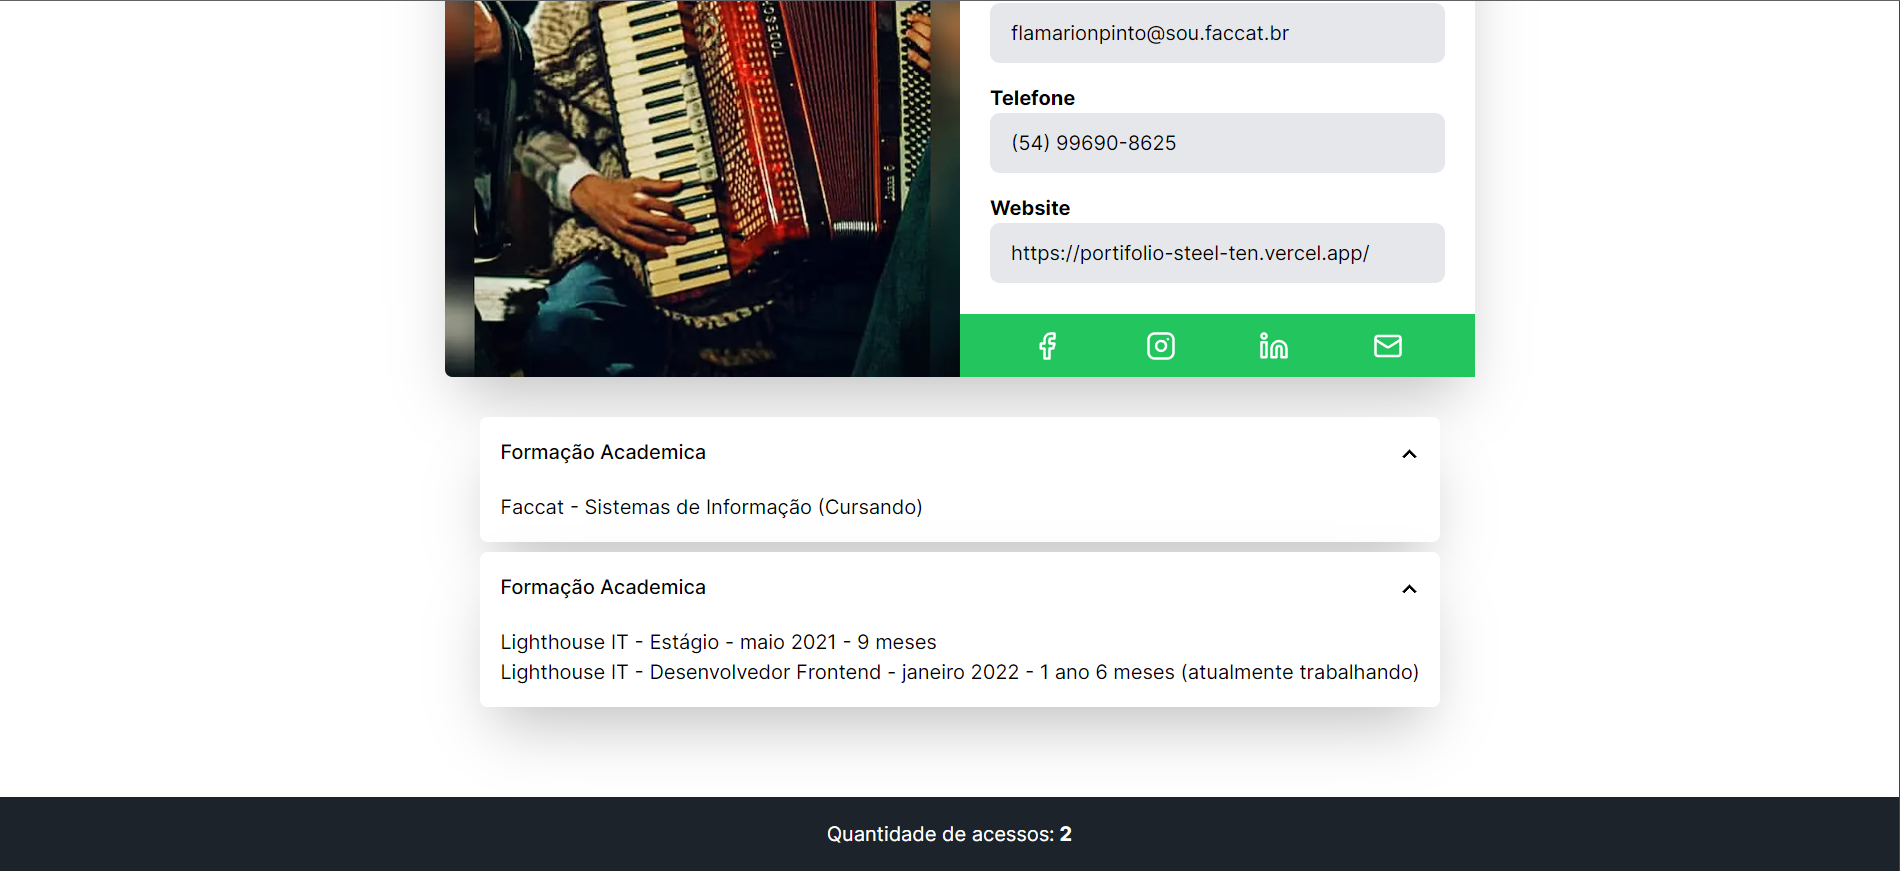 TODESC
flamarionpinto@sou.faccat.br
Telefone
(54) 99690-8625
Website
https://portifolio-steel-ten.vercel.app/
Formação Academica
Faccat - Sistemas de Informação (Cursando)
Formação Academica
Lighthouse IT - Estágio - maio 2021 - 9 meses
Lighthouse IT - Desenvolvedor Frontend - janeiro 2022 - 1 ano 6 meses (atualmente trabalhando)
Quantidade de acessos: 2